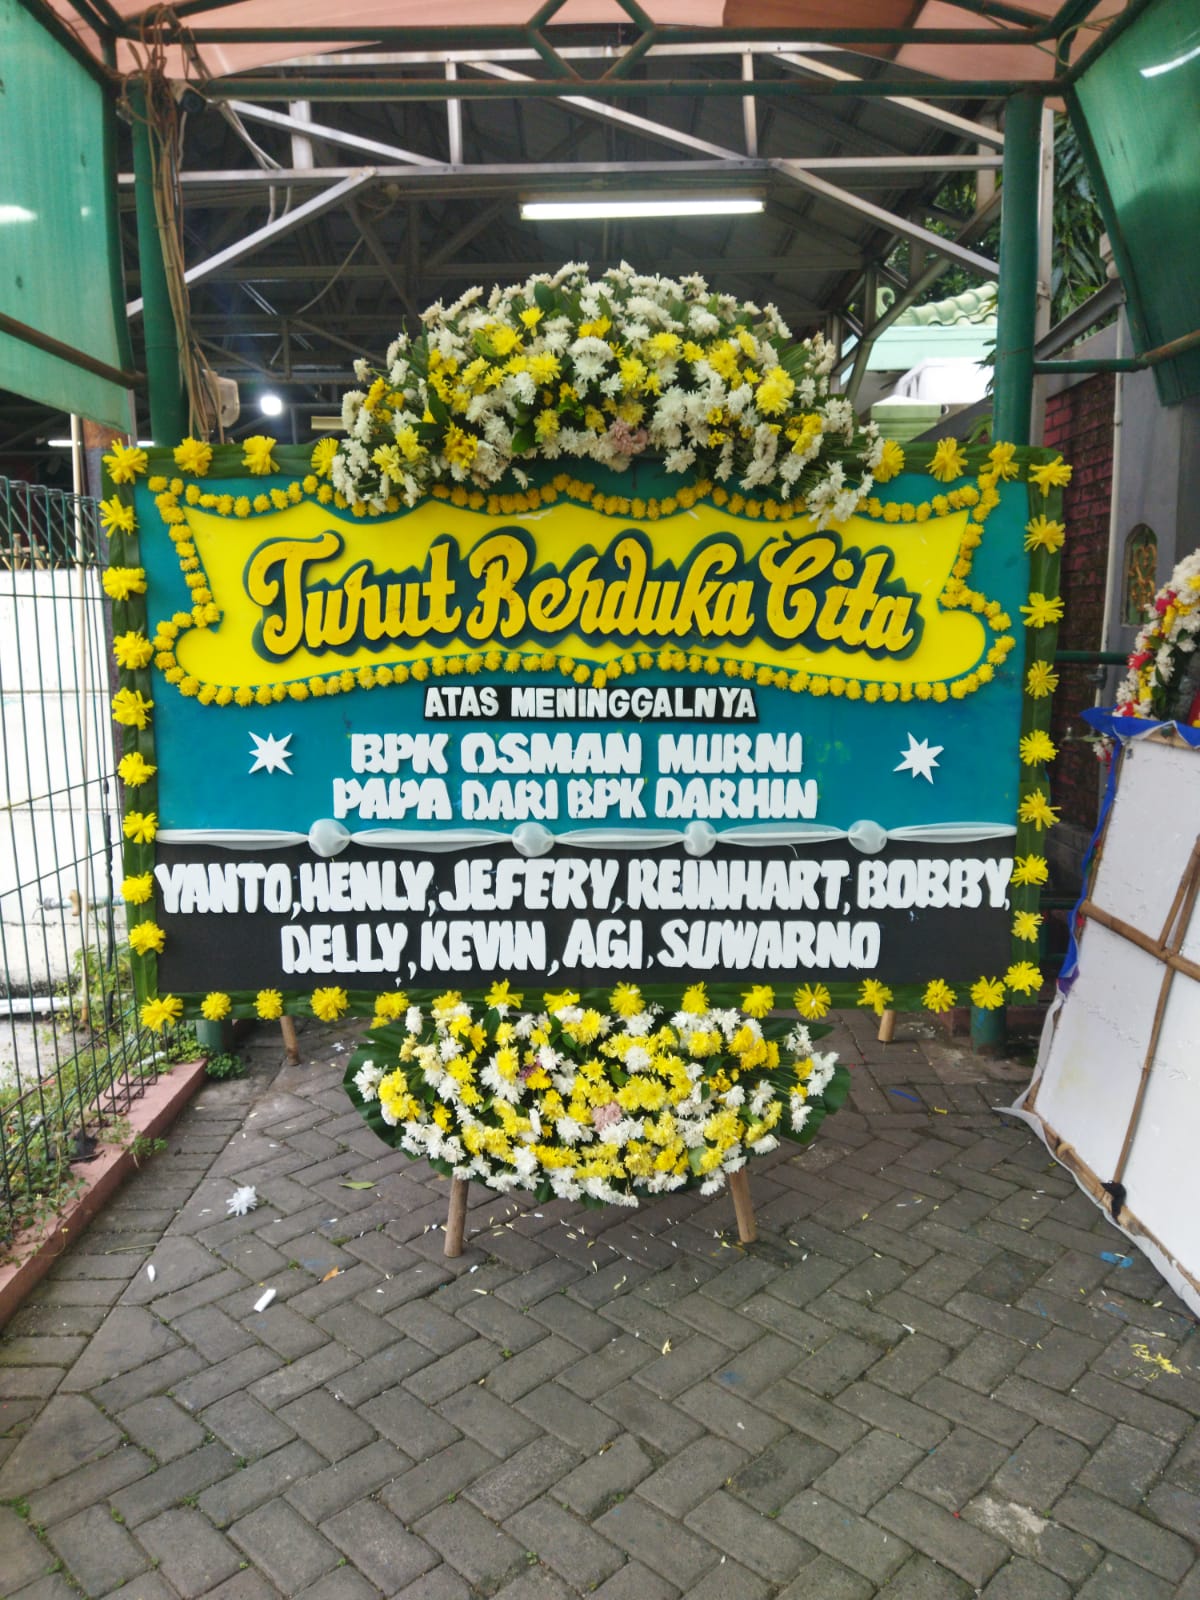 Turut Berduka Cita
ATAS MENINGGALNYA
BPK OSMAN MURNI
PAPA DARI BPK DARHIN
YANTO, HENLY, JEFERY, REINHART, BOBBY,
DELLY, KEVIN, AGI, SUWARNO